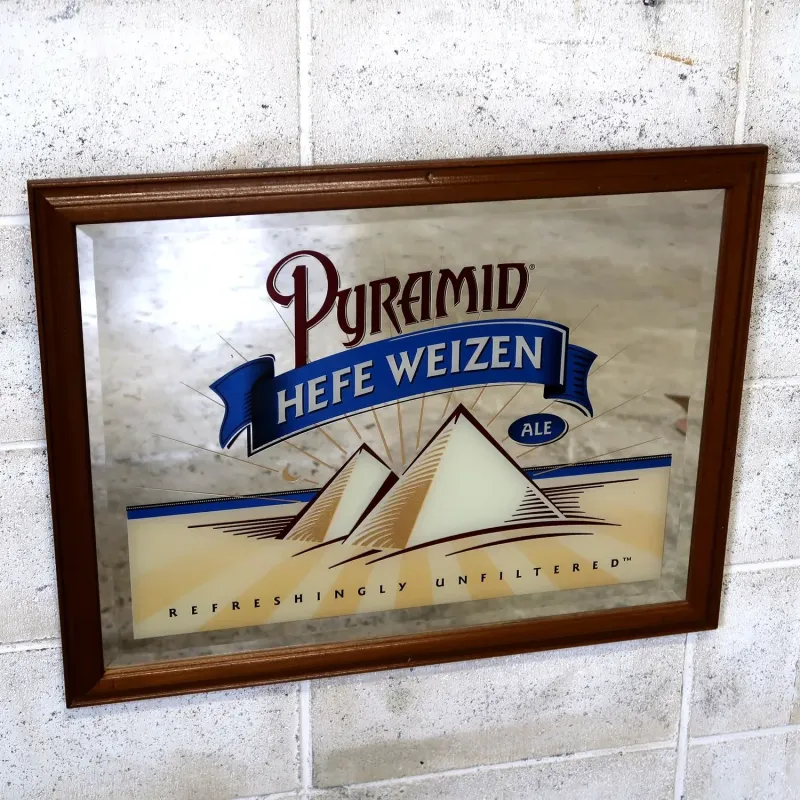 PYRAMID®
HEFE WEIZEN
ALE
REFRESHINGLY UNFILTERED™